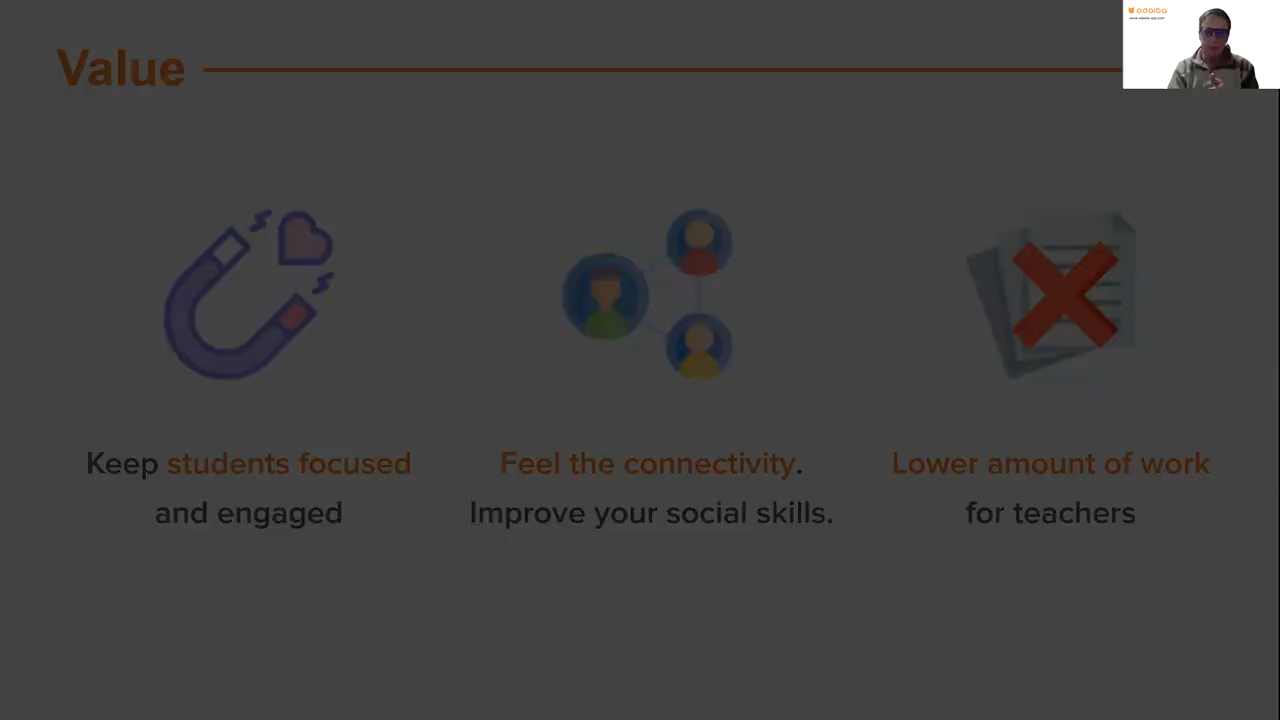 Value
odaiba
Keep students focused
and engaged
Feel the connectivity.
Improve your social skills.
Lower amount of work
for teachers